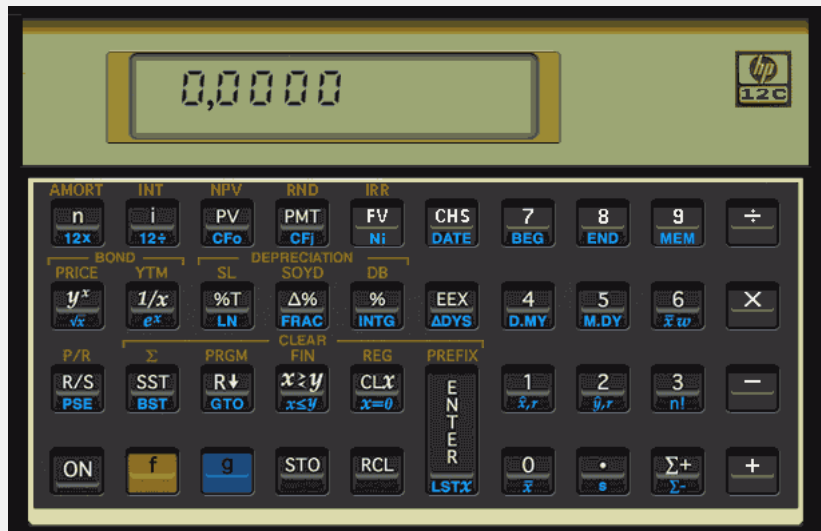 0,0000
hp
12C
AMORT INT NPV RND IRR
n i PV PMT FV CHS 7 8 9 ÷
12x 12÷ CFo CFj Ni DATE BEG END MEM
BOND DEPRECIATION
PRICE YTM SL SOYD DB
yˣ 1/x %T Δ% % EEX 4 5 6 ×
√x eˣ LN FRAC INTG ΔDYS D.MY M.DY x̄w
CLEAR
P/R Σ PRGM FIN REG PREFIX
R/S SST R↓ x≷y CLx ENTER 1 2 3 −
PSE BST GTO x≤y x=0 x̂,r ŷ,r n!
ON f g STO RCL 0 . Σ+ +
LSTx x̄ s Σ-